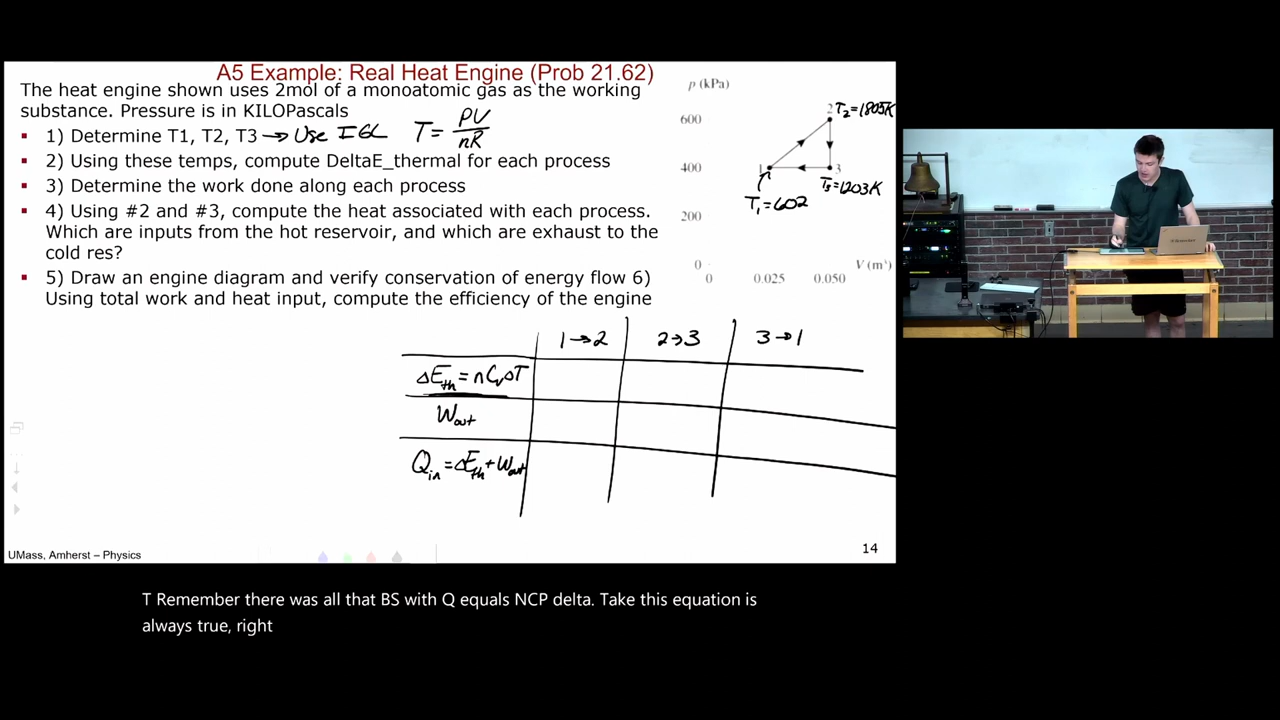 A5 Example: Real Heat Engine (Prob 21.62)
The heat engine shown uses 2mol of a monoatomic gas as the working
substance. Pressure is in KILOPascals
1) Determine T1, T2, T3 → Use IGL T = PV/nR
2) Using these temps, compute DeltaE_thermal for each process
3) Determine the work done along each process
4) Using #2 and #3, compute the heat associated with each process.
Which are inputs from the hot reservoir, and which are exhaust to the
cold res?
5) Draw an engine diagram and verify conservation of energy flow 6)
Using total work and heat input, compute the efficiency of the engine
p (kPa)
600
400
200
0
0 0.025 0.050 V (m³)
2 T₂=1805K
1 3
T₃=1203K
T₁=602
1→2 2→3 3→1
ΔE_th = nC_vΔT
W_out
Q_in = ΔE_th + W_out
UMass, Amherst – Physics
14
T Remember there was all that BS with Q equals NCP delta. Take this equation is
always true, right